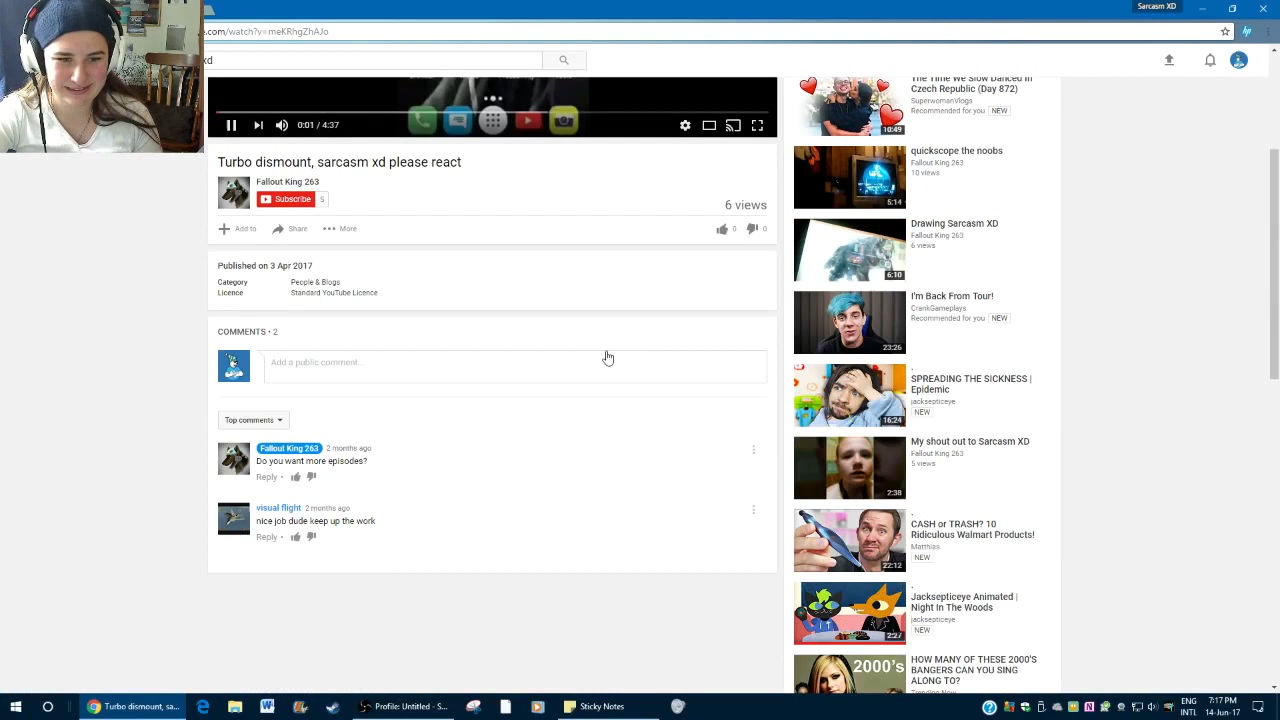 Sarcasm XD
.com/watch?v=meKRhgZhAJo
xd
0:01 / 4:37
Turbo dismount, sarcasm xd please react
Fallout King 263
Subscribe 5
6 views
Add to Share More
0 0
Published on 3 Apr 2017
Category People & Blogs
Licence Standard YouTube Licence
COMMENTS • 2
Add a public comment...
Top comments
Fallout King 263 2 months ago
Do you want more episodes?
Reply •
visual flight 2 months ago
nice job dude keep up the work
Reply •
The Time We Slow Danced In
Czech Republic (Day 872)
SuperwomanVlogs
Recommended for you NEW
10:49
quickscope the noobs
Fallout King 263
10 views
5:14
Drawing Sarcasm XD
Fallout King 263
6 views
6:10
I'm Back From Tour!
CrankGameplays
Recommended for you NEW
23:26
.
SPREADING THE SICKNESS |
Epidemic
jacksepticeye
NEW
16:24
My shout out to Sarcasm XD
Fallout King 263
5 views
2:38
.
CASH or TRASH? 10
Ridiculous Walmart Products!
Matthias
NEW
22:12
.
Jacksepticeye Animated |
Night In The Woods
jacksepticeye
NEW
2:27
HOW MANY OF THESE 2000'S
BANGERS CAN YOU SING
ALONG TO?
Trending Now
2000's
Turbo dismount, sa...
Profile: Untitled - S...
Sticky Notes
ENG
INTL
7:17 PM
14-Jun-17